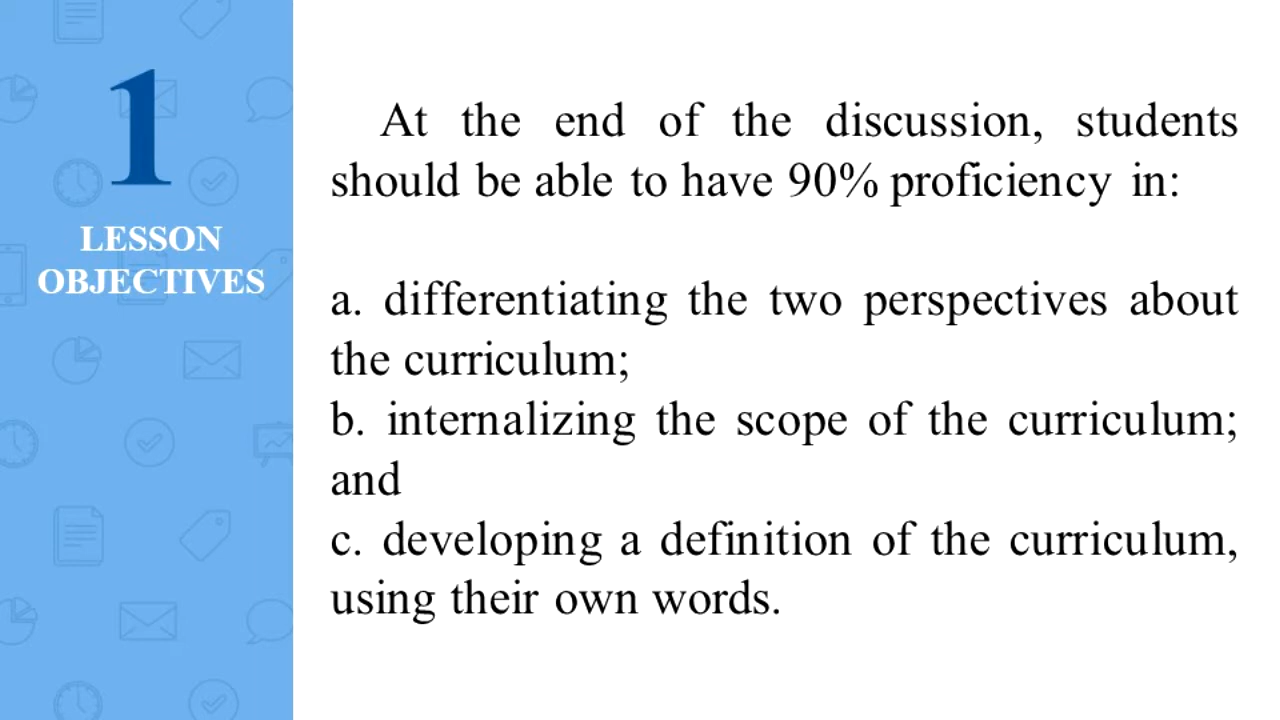 1
LESSON
OBJECTIVES
At the end of the discussion, students
should be able to have 90% proficiency in:
a. differentiating the two perspectives about
the curriculum;
b. internalizing the scope of the curriculum;
and
c. developing a definition of the curriculum,
using their own words.